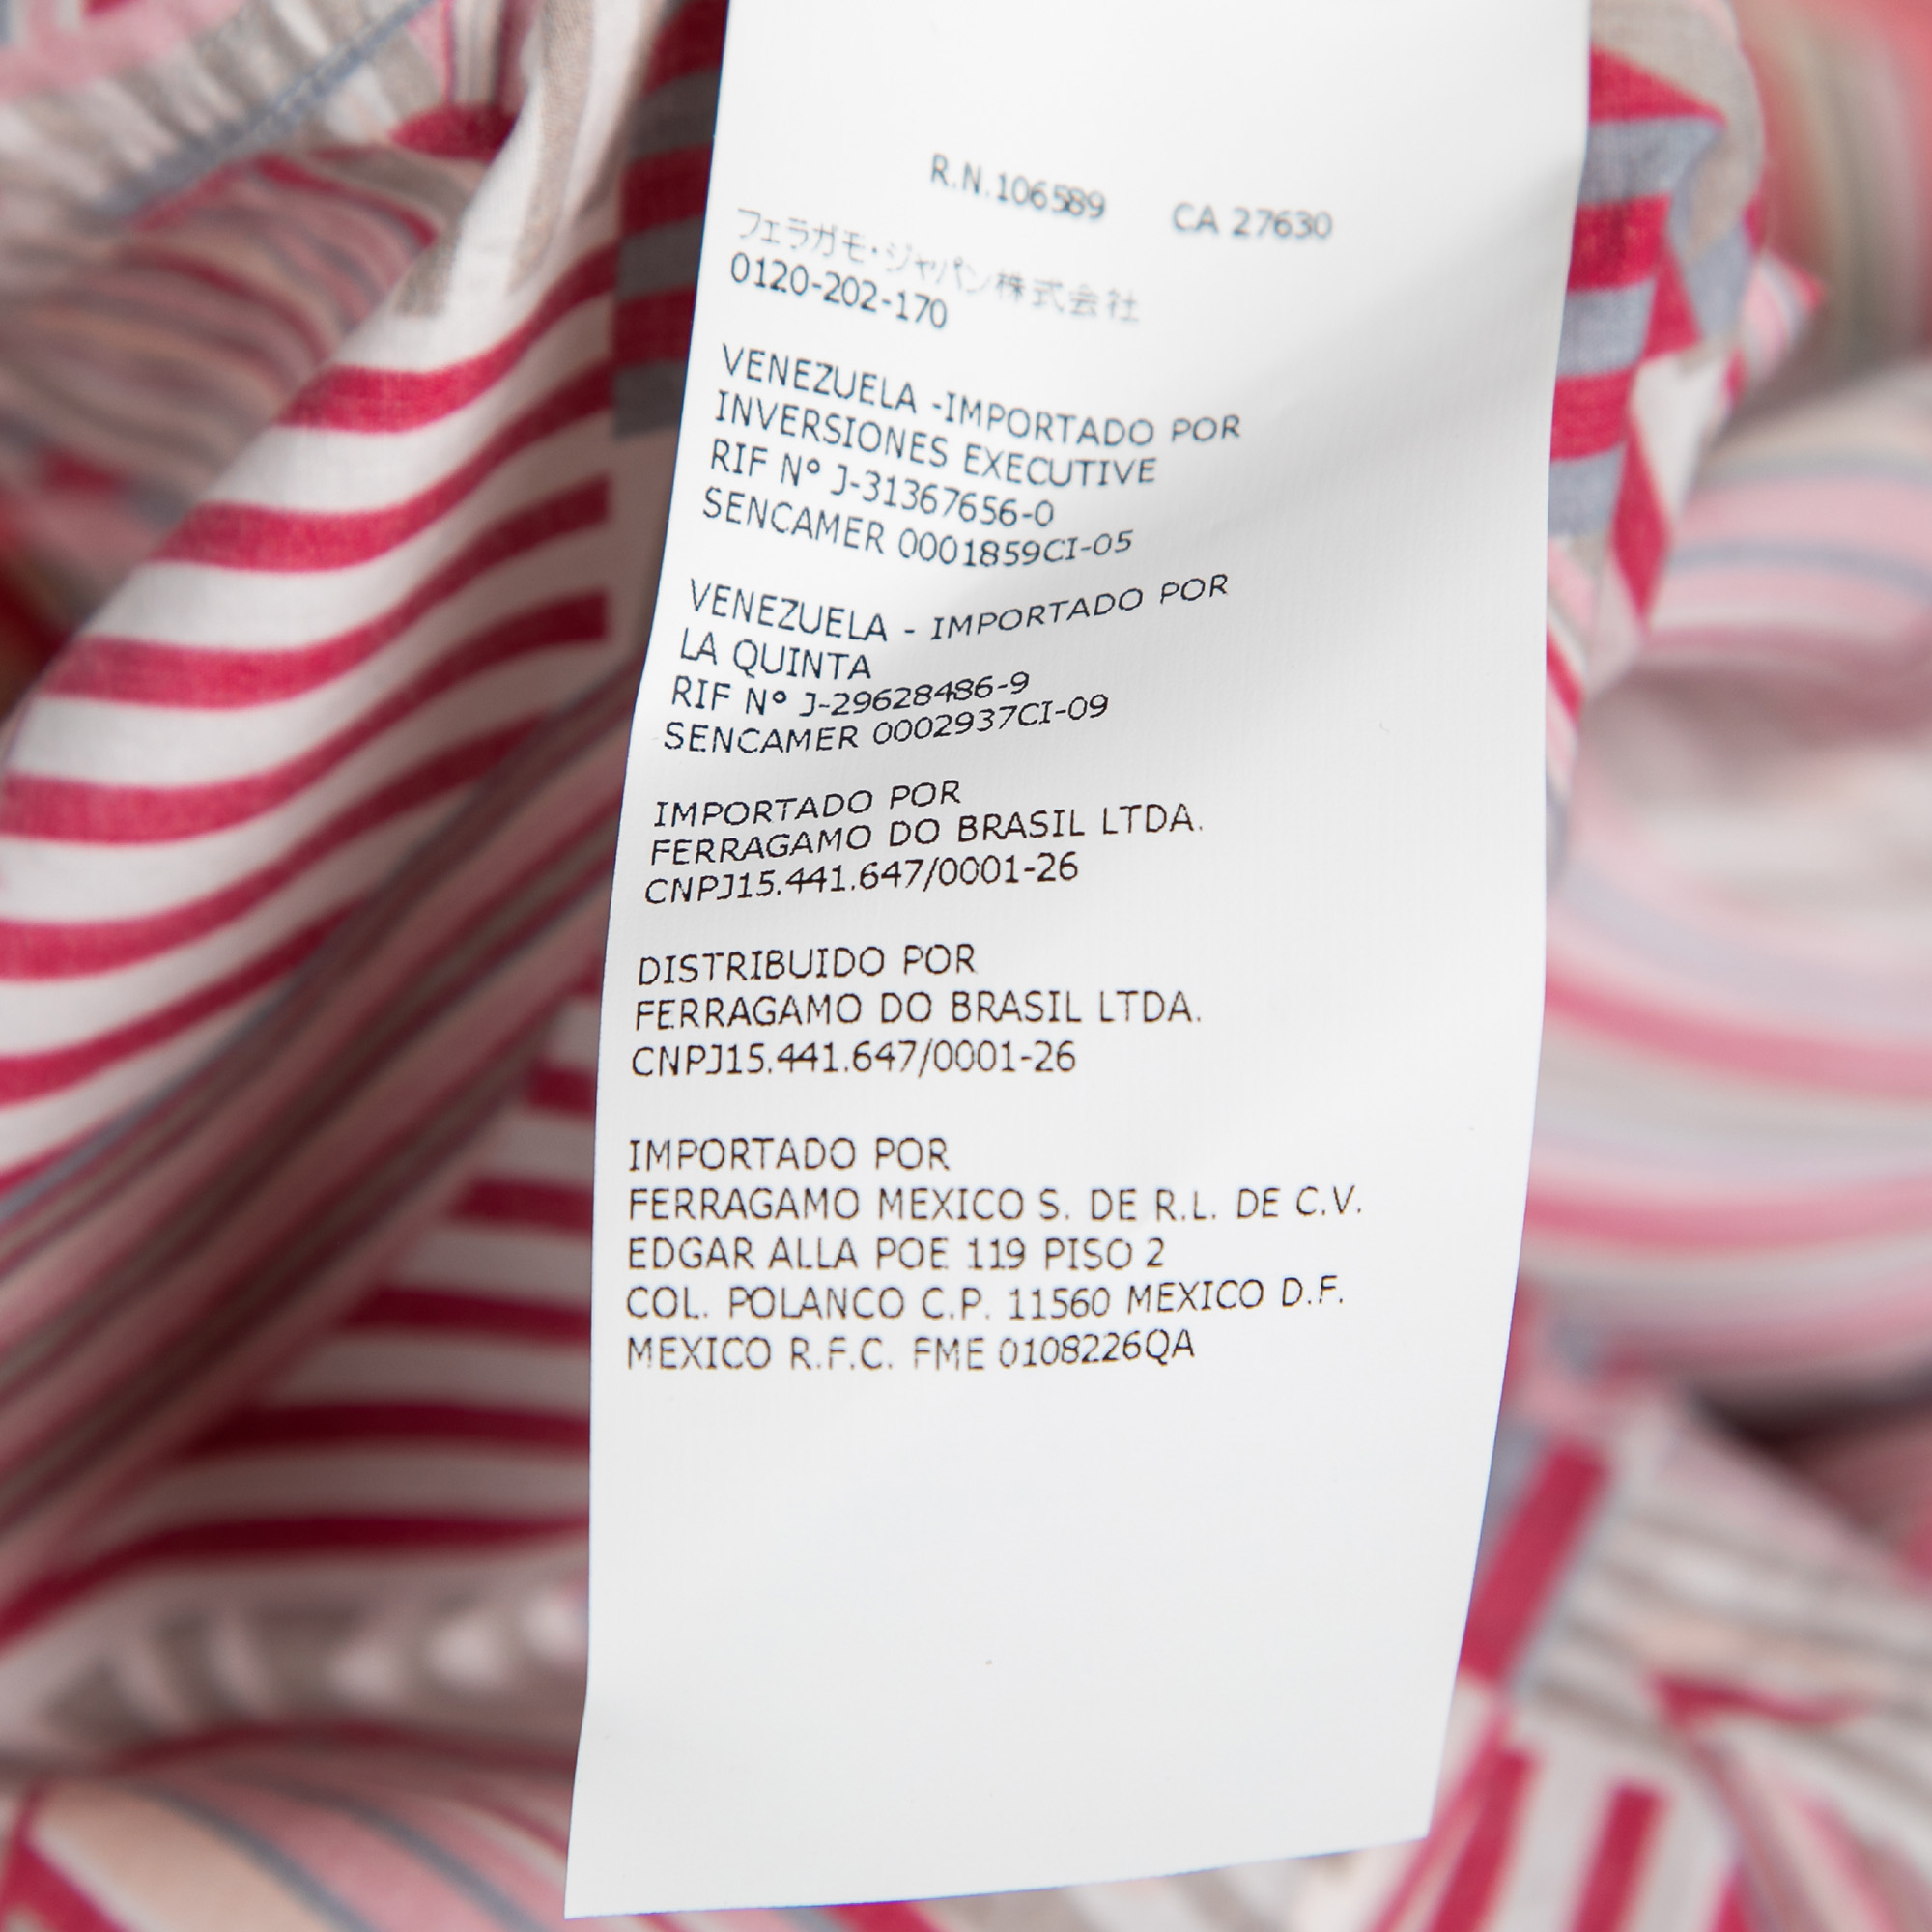 R.N.106589 CA 27630
フェラガモ・ジャパン株式会社
0120-202-170
VENEZUELA -IMPORTADO POR
INVERSIONES EXECUTIVE
RIF Nº J-31367656-0
SENCAMER 0001859CI-05
VENEZUELA - IMPORTADO POR
LA QUINTA
RIF Nº J-29628486-9
SENCAMER 0002937CI-09
IMPORTADO POR
FERRAGAMO DO BRASIL LTDA.
CNPJ15.441.647/0001-26
DISTRIBUIDO POR
FERRAGAMO DO BRASIL LTDA.
CNPJ15.441.647/0001-26
IMPORTADO POR
FERRAGAMO MEXICO S. DE R.L. DE C.V.
EDGAR ALLA POE 119 PISO 2
COL. POLANCO C.P. 11560 MEXICO D.F.
MEXICO R.F.C. FME 0108226QA